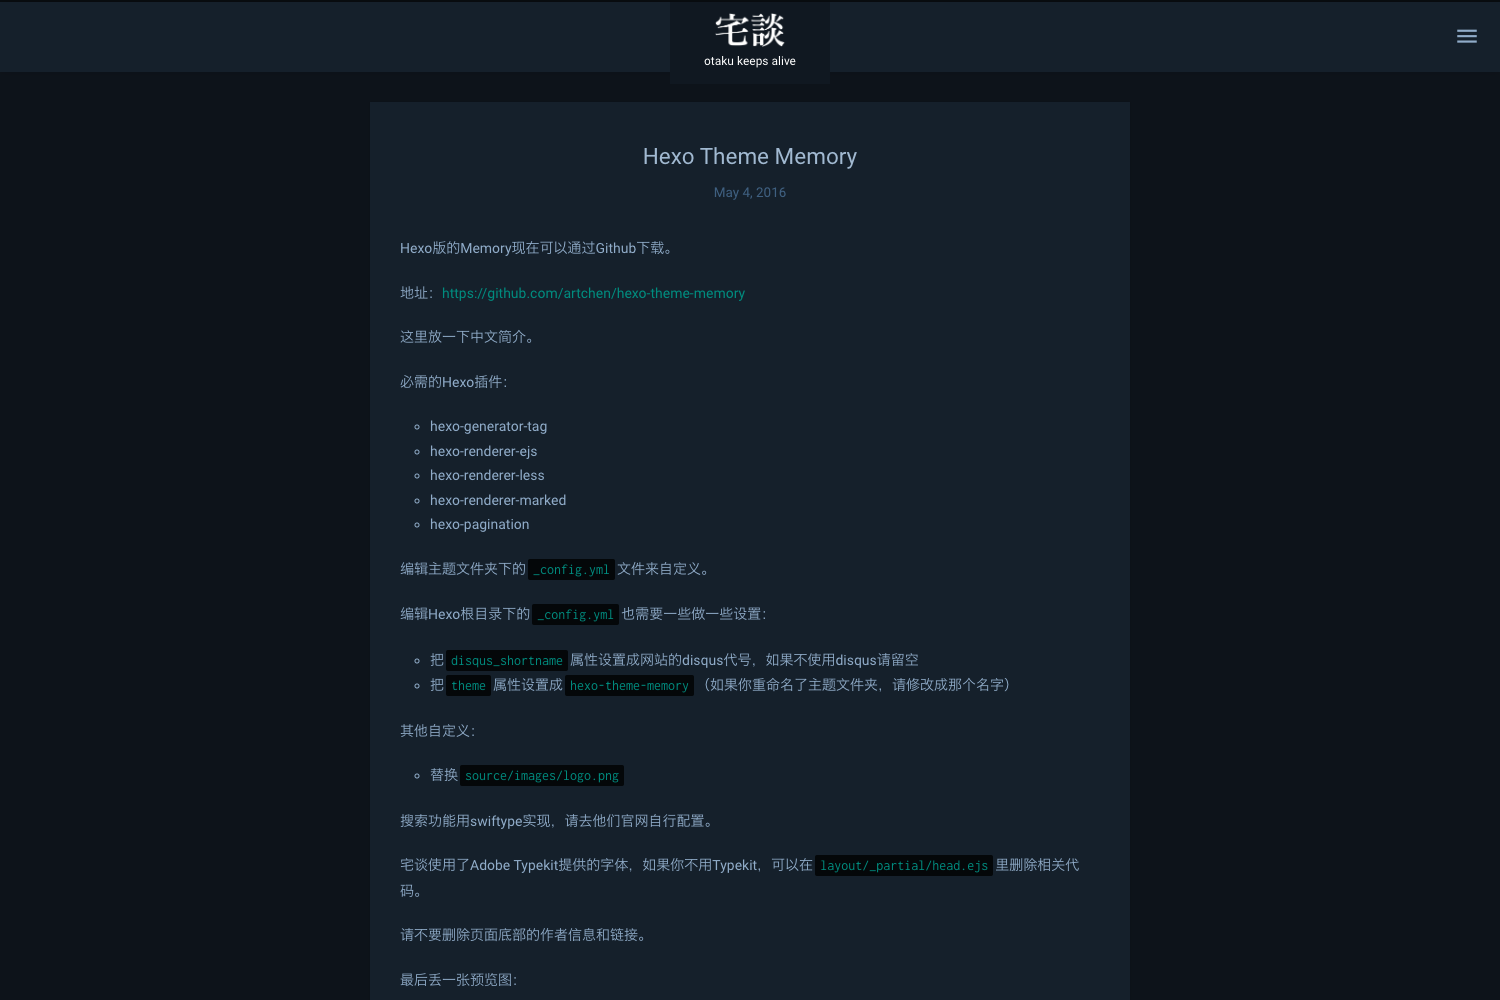 宅談
otaku keeps alive
Hexo Theme Memory
May 4, 2016
Hexo版的Memory现在可以通过Github下载。
地址：https://github.com/artchen/hexo-theme-memory
这里放一下中文简介。
必需的Hexo插件：
hexo-generator-tag
hexo-renderer-ejs
hexo-renderer-less
hexo-renderer-marked
hexo-pagination
编辑主题文件夹下的 _config.yml 文件来自定义。
编辑Hexo根目录下的 _config.yml 也需要一些做一些设置：
把 disqus_shortname 属性设置成网站的disqus代号，如果不使用disqus请留空
把 theme 属性设置成 hexo-theme-memory （如果你重命名了主题文件夹，请修改成那个名字）
其他自定义：
替换 source/images/logo.png
搜索功能用swiftype实现，请去他们官网自行配置。
宅谈使用了Adobe Typekit提供的字体，如果你不用Typekit，可以在 layout/_partial/head.ejs 里删除相关代
码。
请不要删除页面底部的作者信息和链接。
最后丢一张预览图：